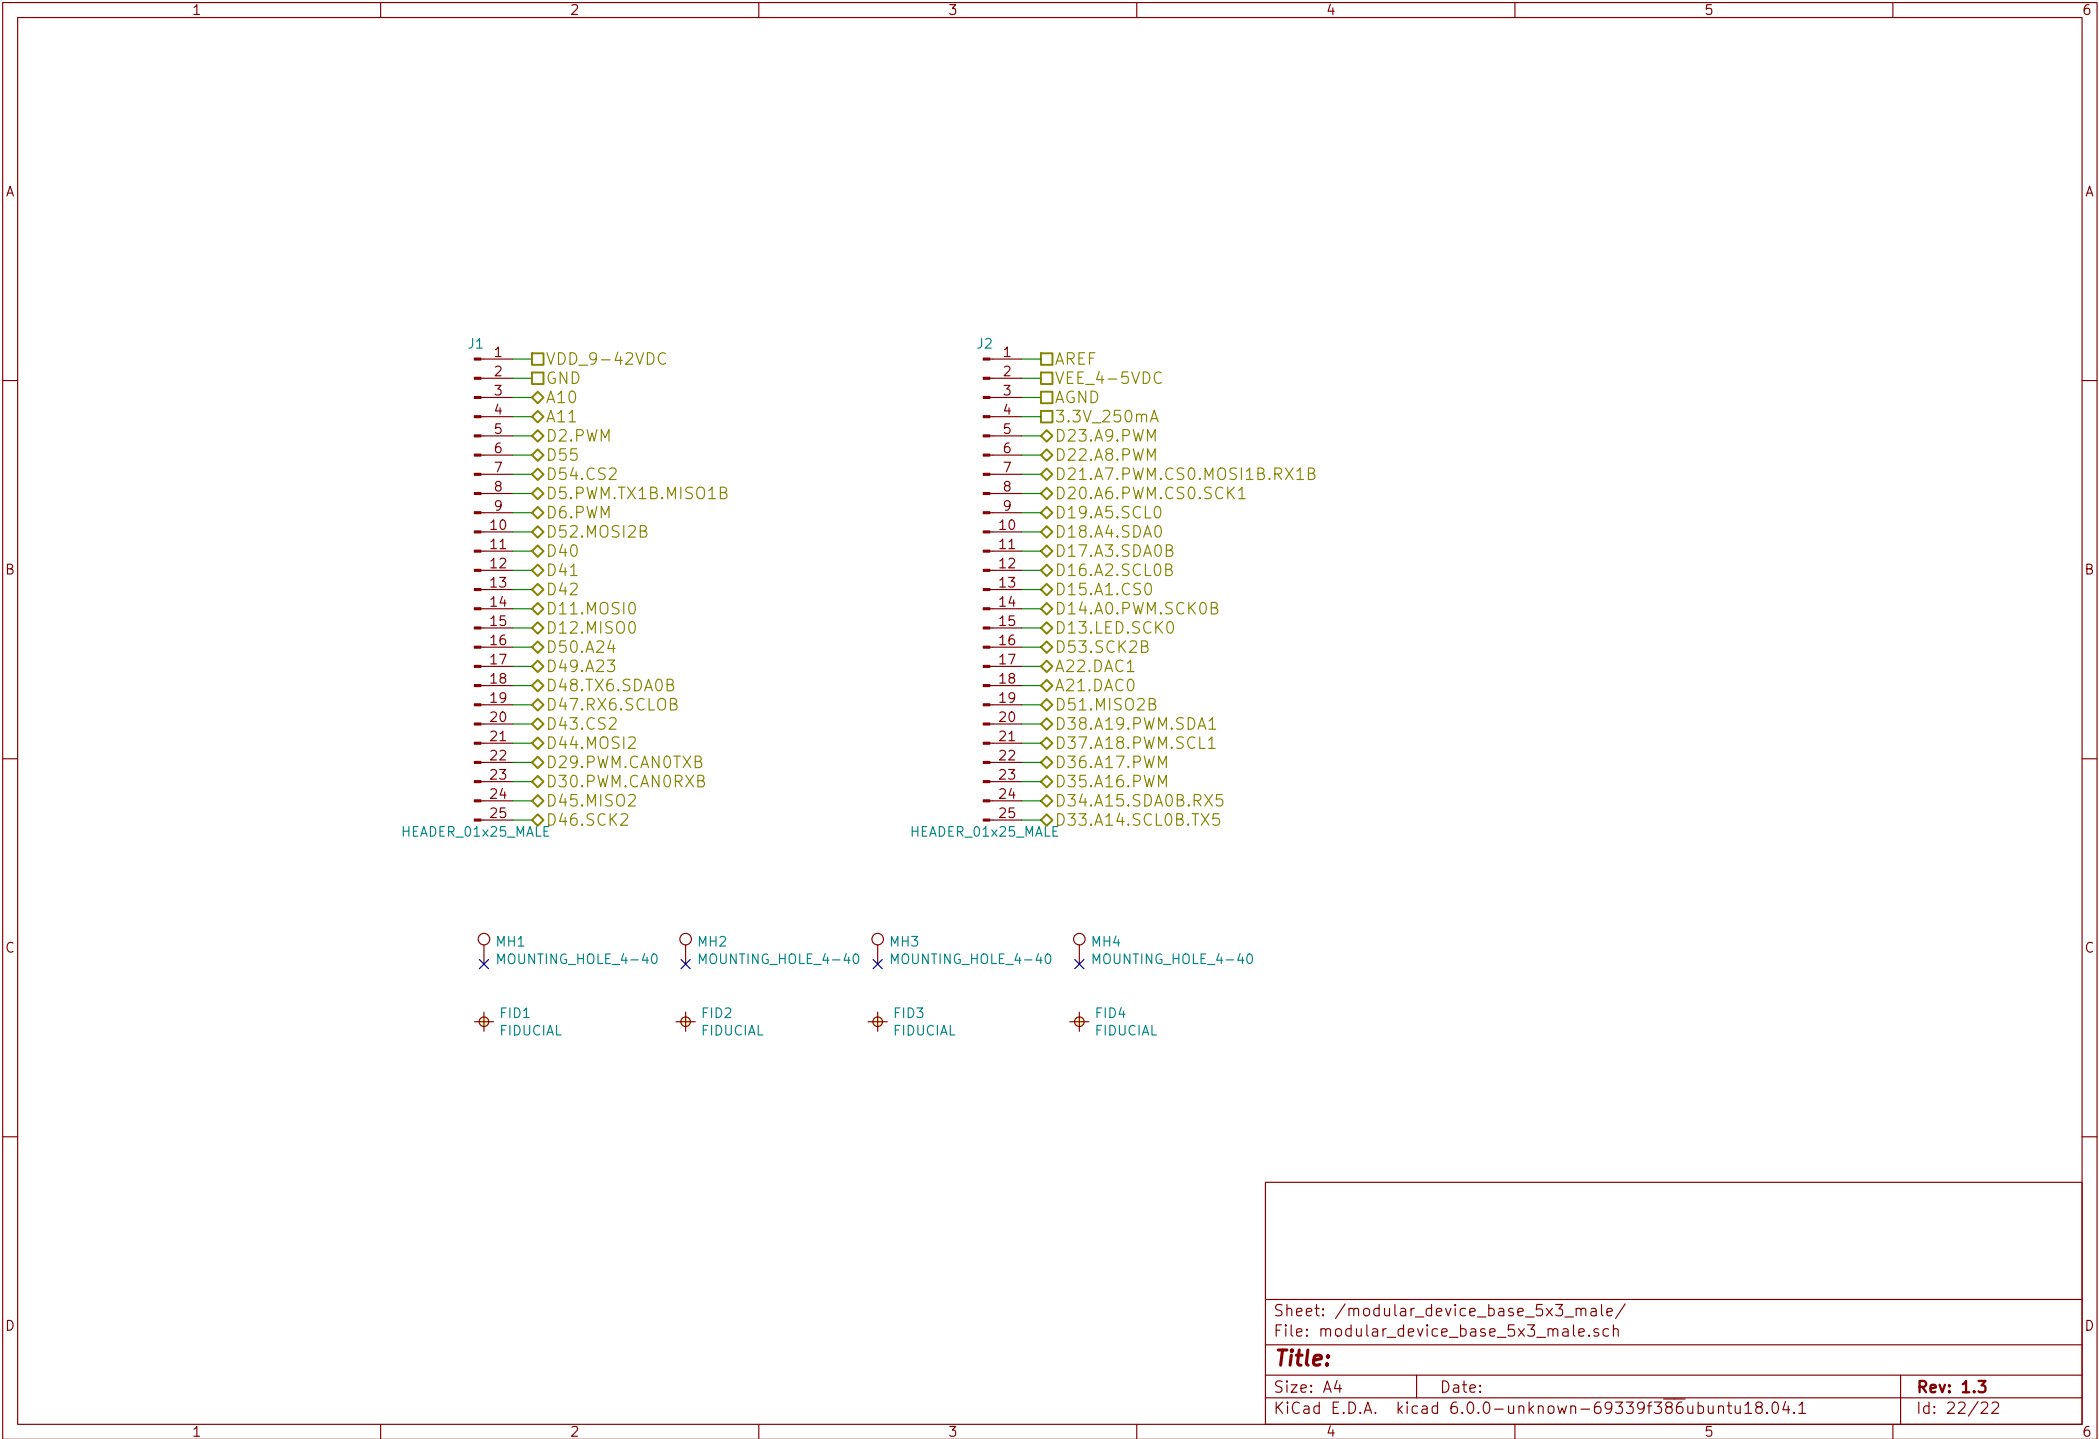 1 2 3 4 5 6
A A
B B
C C
D D
J1
1 VDD_9-42VDC
2 GND
3 A10
4 A11
5 D2.PWM
6 D55
7 D54.CS2
8 D5.PWM.TX1B.MISO1B
9 D6.PWM
10 D52.MOSI2B
11 D40
12 D41
13 D42
14 D11.MOSI0
15 D12.MISO0
16 D50.A24
17 D49.A23
18 D48.TX6.SDA0B
19 D47.RX6.SCLOB
20 D43.CS2
21 D44.MOSI2
22 D29.PWM.CAN0TXB
23 D30.PWM.CAN0RXB
24 D45.MISO2
25 D46.SCK2
HEADER_01x25_MALE
J2
1 AREF
2 VEE_4-5VDC
3 AGND
4 3.3V_250mA
5 D23.A9.PWM
6 D22.A8.PWM
7 D21.A7.PWM.CS0.MOSI1B.RX1B
8 D20.A6.PWM.CS0.SCK1
9 D19.A5.SCL0
10 D18.A4.SDA0
11 D17.A3.SDA0B
12 D16.A2.SCL0B
13 D15.A1.CS0
14 D14.A0.PWM.SCK0B
15 D13.LED.SCK0
16 D53.SCK2B
17 A22.DAC1
18 A21.DAC0
19 D51.MISO2B
20 D38.A19.PWM.SDA1
21 D37.A18.PWM.SCL1
22 D36.A17.PWM
23 D35.A16.PWM
24 D34.A15.SDA0B.RX5
25 D33.A14.SCL0B.TX5
HEADER_01x25_MALE
MH1
MOUNTING_HOLE_4-40
MH2
MOUNTING_HOLE_4-40
MH3
MOUNTING_HOLE_4-40
MH4
MOUNTING_HOLE_4-40
FID1
FIDUCIAL
FID2
FIDUCIAL
FID3
FIDUCIAL
FID4
FIDUCIAL
Sheet: /modular_device_base_5x3_male/
File: modular_device_base_5x3_male.sch
Title:
Size: A4 Date: Rev: 1.3
KiCad E.D.A. kicad 6.0.0-unknown-69339f386ubuntu18.04.1 Id: 22/22
1 2 3 4 5 6